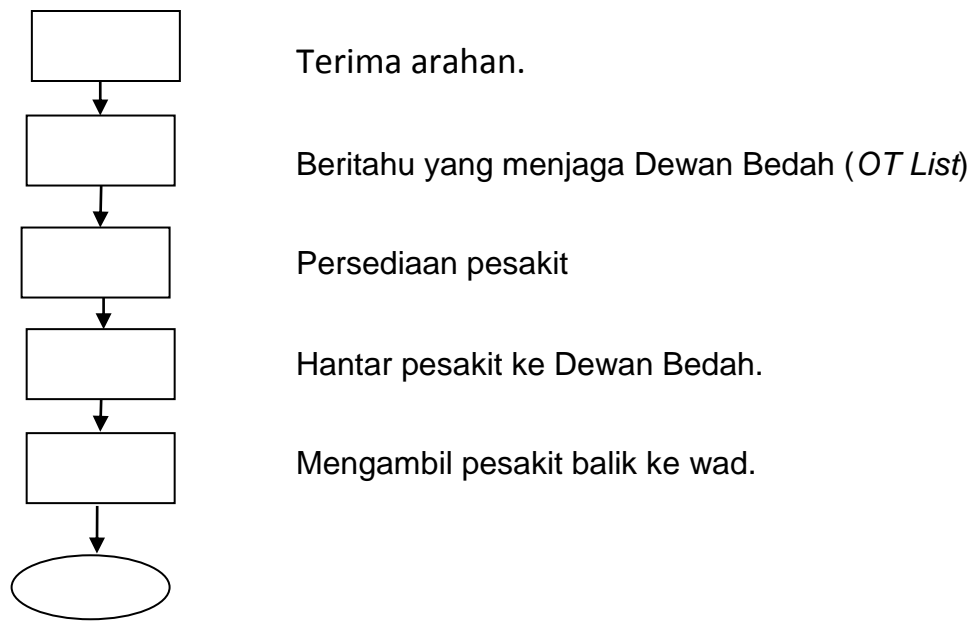 Terima arahan.
Beritahu yang menjaga Dewan Bedah (OT List)
Persediaan pesakit
Hantar pesakit ke Dewan Bedah.
Mengambil pesakit balik ke wad.